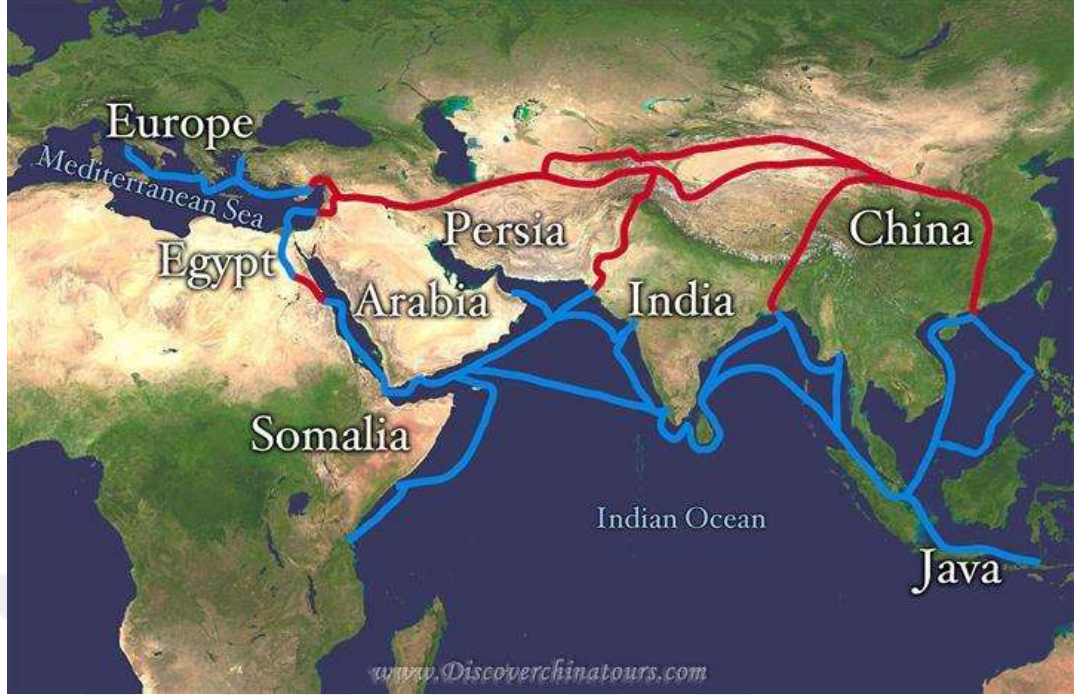 Europe
Mediterranean Sea
Egypt
Persia
China
Arabia
India
Somalia
Indian Ocean
Java
www.Discoverchinatours.com